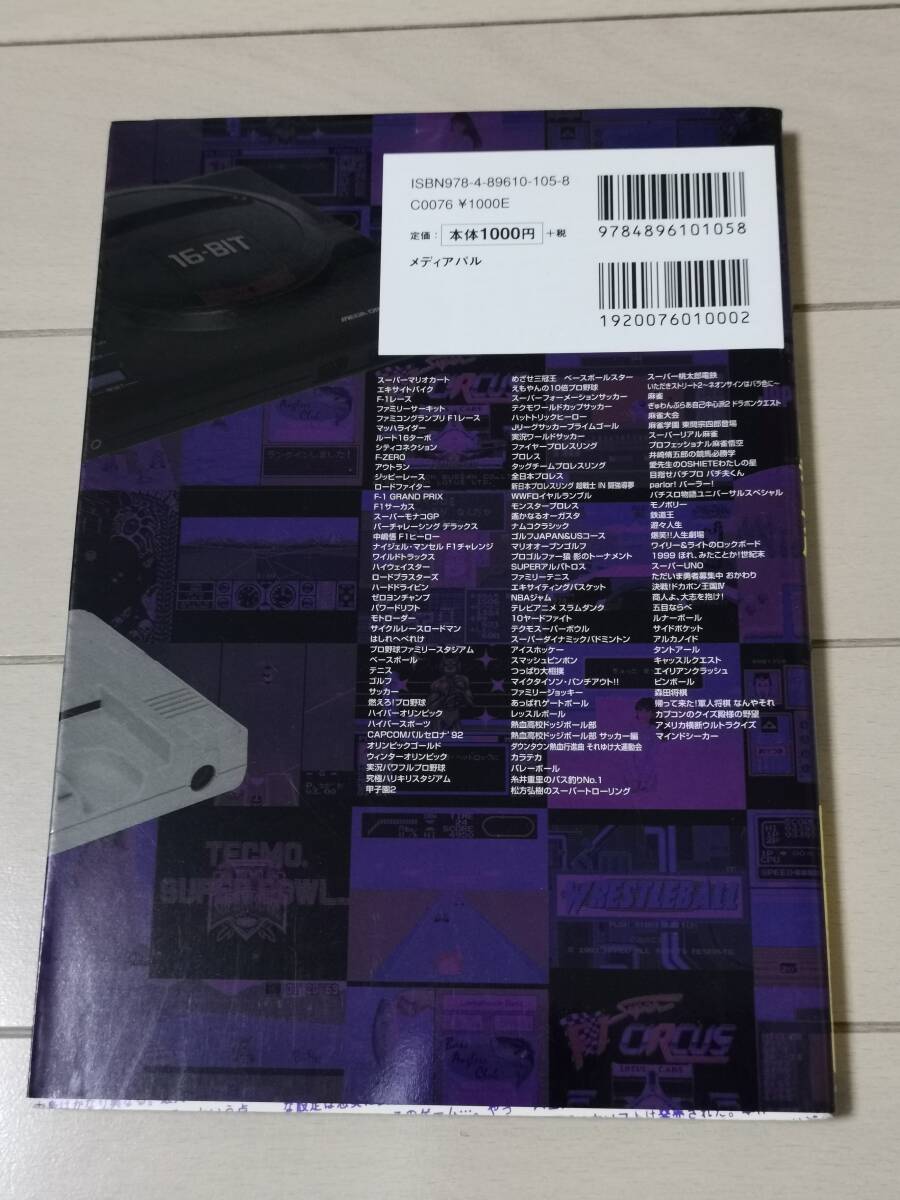 ISBN978-4-89610-105-8
C0076 ¥1000E
定価： 本体1000円 +税
メディアパル
9784896101058
1920076010002
16-BIT
スーパーマリオカート
エキサイトバイク
F-1レース
ファミリーサーキット
ファミコングランプリ F1レース
マッハライダー
ルート16ターボ
シティコネクション
F-ZERO
アウトラン
ジッピーレース
ロードファイター
F-1 GRAND PRIX
F1サーカス
スーパーモナコGP
バーチャレーシング デラックス
中嶋悟 F1ヒーロー
ナイジェル・マンセル F1チャレンジ
ワイルドトラックス
ハイウェイスター
ロードブラスターズ
ハードドライビン
ゼロヨンチャンプ
パワードリフト
モトローダー
サイクルレースロードマン
はしれへべれけ
プロ野球ファミリースタジアム
ベースボール
テニス
ゴルフ
サッカー
燃えろ!プロ野球
ハイパーオリンピック
ハイパースポーツ
CAPCOMバルセロナ'92
オリンピックゴールド
ウィンターオリンピック
実況パワフルプロ野球
究極ハリキリスタジアム
甲子園2
めざせ三冠王 ベースボールスター
えもやんの10倍プロ野球
スーパーフォーメーションサッカー
テクモワールドカップサッカー
ハットトリックヒーロー
Jリーグサッカープライムゴール
実況ワールドサッカー
ファイヤープロレスリング
プロレス
タッグチームプロレスリング
全日本プロレス
新日本プロレスリング 超戦士 IN 闘強導夢
WWFロイヤルランブル
モンスタープロレス
遙かなるオーガスタ
ナムコクラシック
ゴルフJAPAN&USコース
マリオオープンゴルフ
プロゴルファー猿 影のトーナメント
SUPERアルバトロス
ファミリーテニス
エキサイティングバスケット
NBAジャム
テレビアニメ スラムダンク
10ヤードファイト
テクモスーパーボウル
スーパーダイナミックバドミントン
アイスホッケー
スマッシュピンポン
つっぱり大相撲
マイクタイソン・パンチアウト!!
ファミリージョッキー
あっぱれゲートボール
レッスルボール
熱血高校ドッジボール部
熱血高校ドッジボール部 サッカー編
ダウンタウン熱血行進曲 それゆけ大運動会
カラテカ
バレーボール
糸井重里のバス釣りNo.1
松方弘樹のスーパートローリング
スーパー桃太郎電鉄
いただきストリート2～ネオンサインはバラ色に～
麻雀
ぎゅわんぶらあ自己中心派2 ドラポンクエスト
麻雀大会
麻雀学園 東間宗四郎登場
スーパーリアル麻雀
プロフェッショナル麻雀悟空
井崎脩五郎の競馬必勝学
愛先生のOSHIETEわたしの星
目指せパチプロ パチ夫くん
parlor! パーラー!
パチスロ物語ユニバーサルスペシャル
モノポリー
鉄道王
遊々人生
爆笑!!人生劇場
ワイリー&ライトのロックボード
1999 ほれ、みたことか!世紀末
スーパーUNO
ただいま勇者募集中 おかわり
決戦!ドカポン王国Ⅳ
商人よ、大志を抱け!
五目ならべ
ルナーボール
サイドポケット
アルカノイド
タントアール
キャッスルクエスト
エイリアンクラッシュ
ピンボール
森田将棋
帰って来た!軍人将棋 なんやそれ
カプコンのクイズ殿様の野望
アメリカ横断ウルトラクイズ
マインドシーカー
TECMO
SUPER BOWL
WRESTLEBALL
Super
CIRCUS